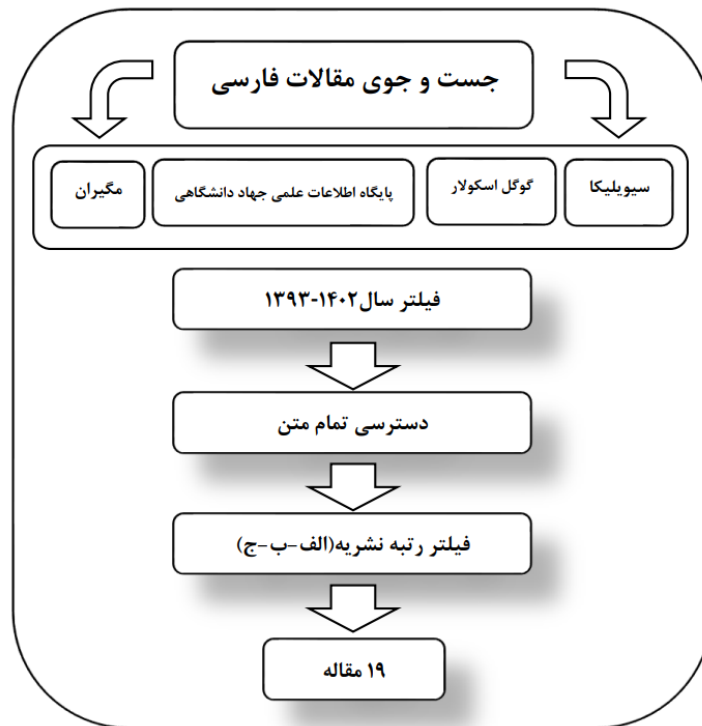 جست و جوی مقالات فارسی
سیویلیکا
گوگل اسکولار
پایگاه اطلاعات علمی جهاد دانشگاهی
مگیران
فیلتر سال۱۴۰۲-۱۳۹۳
دسترسی تمام متن
فیلتر رتبه نشریه(الف-ب-ج)
۱۹ مقاله